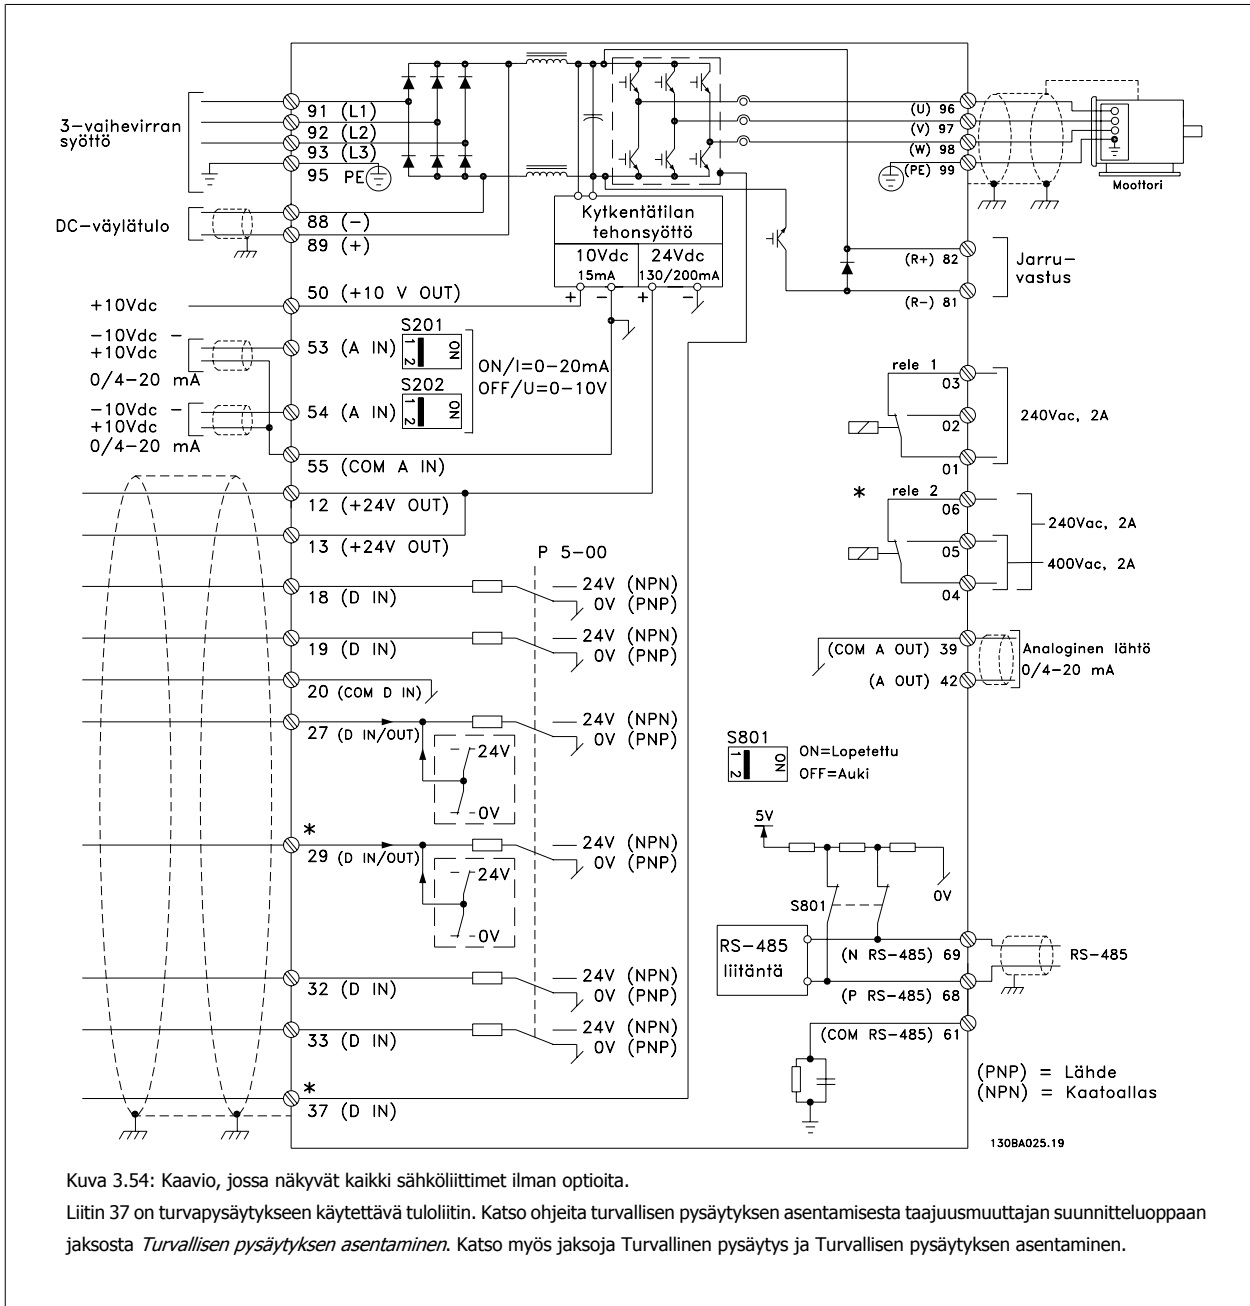 3-vaihevirran
syöttö
91 (L1)
92 (L2)
93 (L3)
95 PE
DC-väylätulo
88 (-)
89 (+)
Kytkentätilan
tehonsyöttö
10Vdc
15mA
24Vdc
130/200mA
+ - + -
+10Vdc
50 (+10 V OUT)
-10Vdc -
+10Vdc
0/4-20 mA
53 (A IN)
S201
1 2
ON
ON/I=0-20mA
OFF/U=0-10V
-10Vdc -
+10Vdc
0/4-20 mA
54 (A IN)
S202
1 2
ON
55 (COM A IN)
12 (+24V OUT)
13 (+24V OUT)
P 5-00
18 (D IN)
24V (NPN)
0V (PNP)
19 (D IN)
24V (NPN)
0V (PNP)
20 (COM D IN)
27 (D IN/OUT)
24V (NPN)
0V (PNP)
24V
0V
*
29 (D IN/OUT)
24V (NPN)
0V (PNP)
24V
0V
32 (D IN)
24V (NPN)
0V (PNP)
33 (D IN)
24V (NPN)
0V (PNP)
*
37 (D IN)
(U) 96
(V) 97
(W) 98
(PE) 99
Moottori
(R+) 82
(R-) 81
Jarru-
vastus
rele 1
03
02
01
240Vac, 2A
*
rele 2
06
05
04
240Vac, 2A
400Vac, 2A
(COM A OUT) 39
(A OUT) 42
Analoginen lähtö
0/4-20 mA
S801
1 2
ON
ON=Lopetettu
OFF=Auki
5V
S801
0V
RS-485
liitäntä
(N RS-485) 69
(P RS-485) 68
(COM RS-485) 61
RS-485
(PNP) = Lähde
(NPN) = Kaatoallas
130BA025.19
Kuva 3.54: Kaavio, jossa näkyvät kaikki sähköliittimet ilman optioita.
Liitin 37 on turvapysäytykseen käytettävä tuloliitin. Katso ohjeita turvallisen pysäytyksen asentamisesta taajuusmuuttajan suunnitteluoppaan
jaksosta Turvallisen pysäytyksen asentaminen. Katso myös jaksoja Turvallinen pysäytys ja Turvallisen pysäytyksen asentaminen.